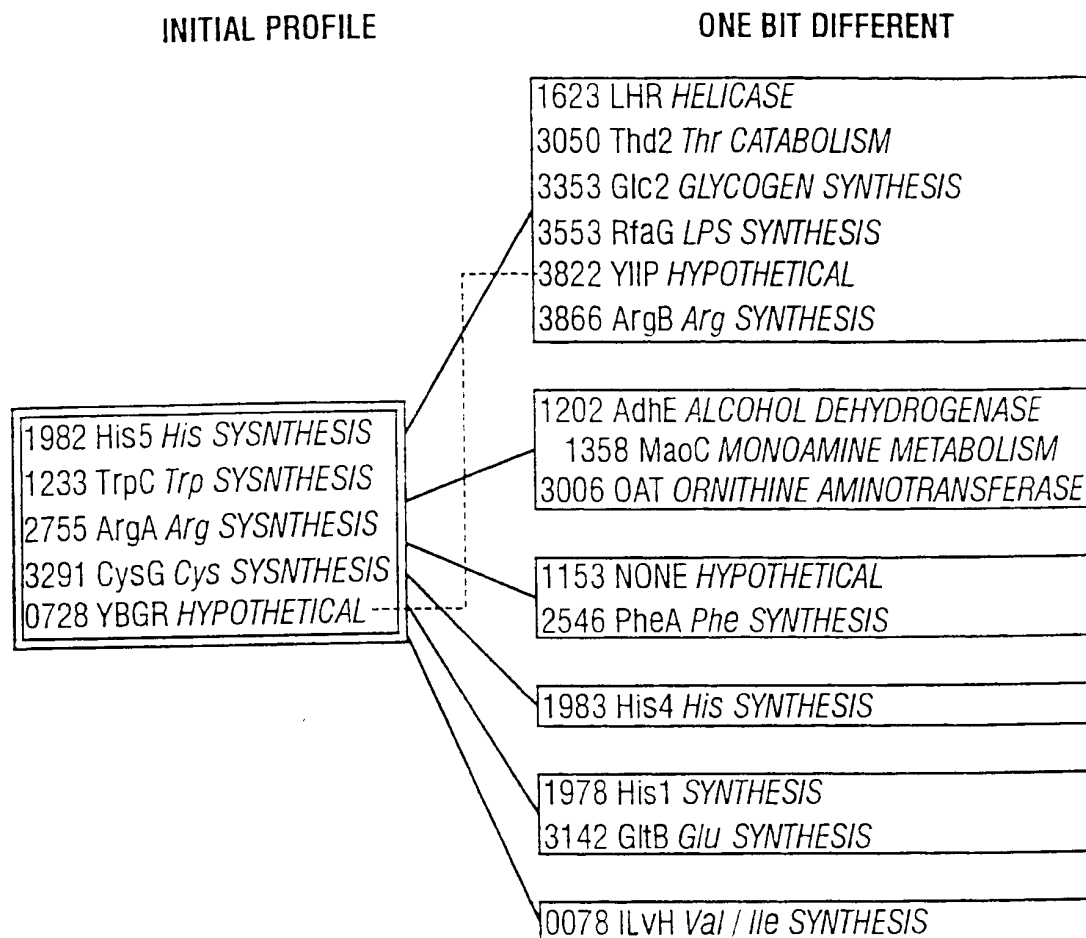 INITIAL PROFILE
ONE BIT DIFFERENT
1623 LHR HELICASE
3050 Thd2 Thr CATABOLISM
3353 Glc2 GLYCOGEN SYNTHESIS
3553 RfaG LPS SYNTHESIS
3822 YIIP HYPOTHETICAL
3866 ArgB Arg SYNTHESIS
1982 His5 His SYSNTHESIS
1233 TrpC Trp SYSNTHESIS
2755 ArgA Arg SYSNTHESIS
3291 CysG Cys SYSNTHESIS
0728 YBGR HYPOTHETICAL
1202 AdhE ALCOHOL DEHYDROGENASE
1358 MaoC MONOAMINE METABOLISM
3006 OAT ORNITHINE AMINOTRANSFERASE
1153 NONE HYPOTHETICAL
2546 PheA Phe SYNTHESIS
1983 His4 His SYNTHESIS
1978 His1 SYNTHESIS
3142 GltB Glu SYNTHESIS
0078 ILvH Val / Ile SYNTHESIS